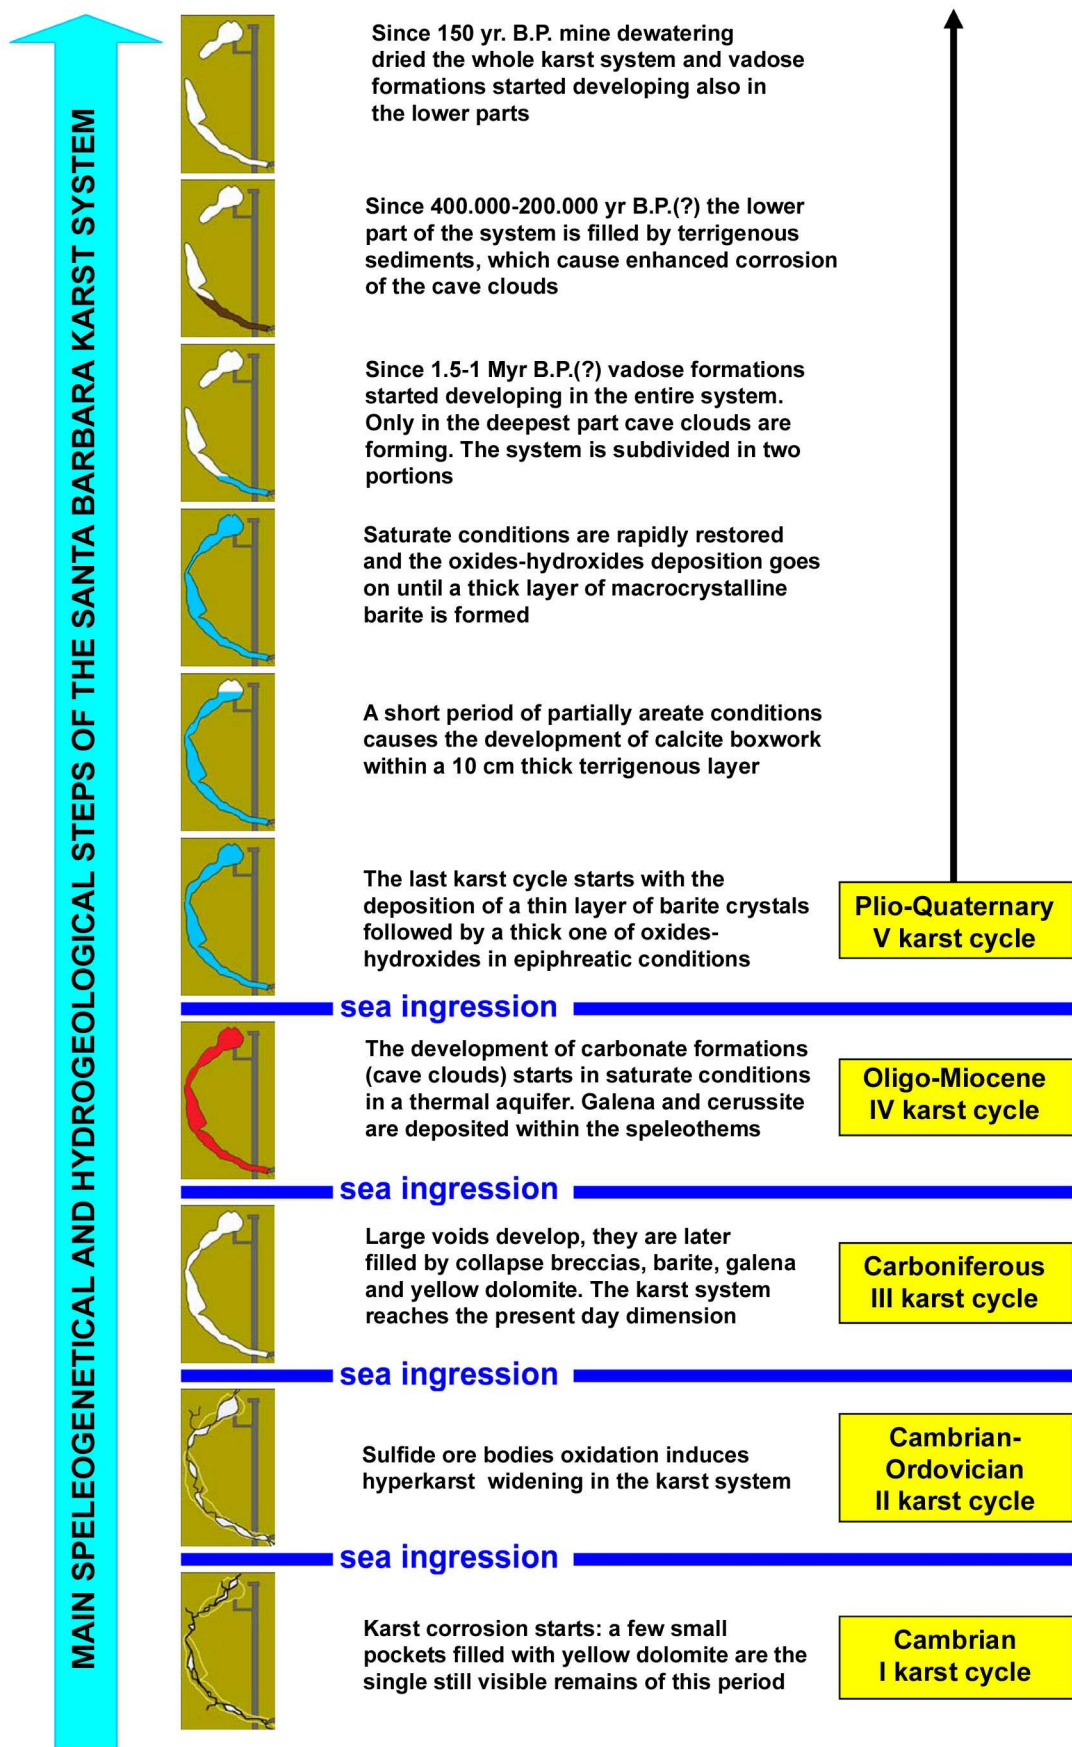 MAIN SPELEOGENETICAL AND HYDROGEOLOGICAL STEPS OF THE SANTA BARBARA KARST SYSTEM
Since 150 yr. B.P. mine dewatering
dried the whole karst system and vadose
formations started developing also in
the lower parts
Since 400.000-200.000 yr B.P.(?) the lower
part of the system is filled by terrigenous
sediments, which cause enhanced corrosion
of the cave clouds
Since 1.5-1 Myr B.P.(?) vadose formations
started developing in the entire system.
Only in the deepest part cave clouds are
forming. The system is subdivided in two
portions
Saturate conditions are rapidly restored
and the oxides-hydroxides deposition goes
on until a thick layer of macrocrystalline
barite is formed
A short period of partially areate conditions
causes the development of calcite boxwork
within a 10 cm thick terrigenous layer
The last karst cycle starts with the
deposition of a thin layer of barite crystals
followed by a thick one of oxides-
hydroxides in epiphreatic conditions
Plio-Quaternary
V karst cycle
sea ingression
The development of carbonate formations
(cave clouds) starts in saturate conditions
in a thermal aquifer. Galena and cerussite
are deposited within the speleothems
Oligo-Miocene
IV karst cycle
sea ingression
Large voids develop, they are later
filled by collapse breccias, barite, galena
and yellow dolomite. The karst system
reaches the present day dimension
Carboniferous
III karst cycle
sea ingression
Sulfide ore bodies oxidation induces
hyperkarst widening in the karst system
Cambrian-
Ordovician
II karst cycle
sea ingression
Karst corrosion starts: a few small
pockets filled with yellow dolomite are the
single still visible remains of this period
Cambrian
I karst cycle